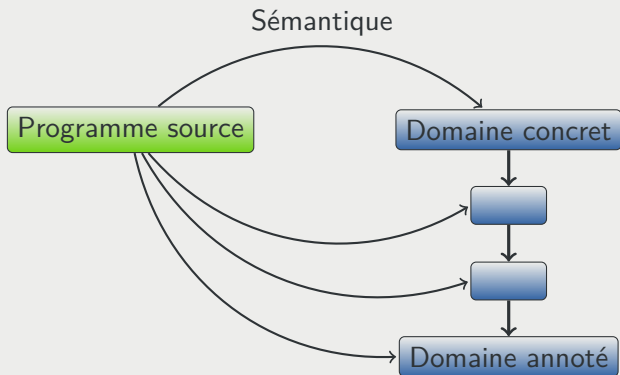 Sémantique
Programme source
Domaine concret
Domaine annoté